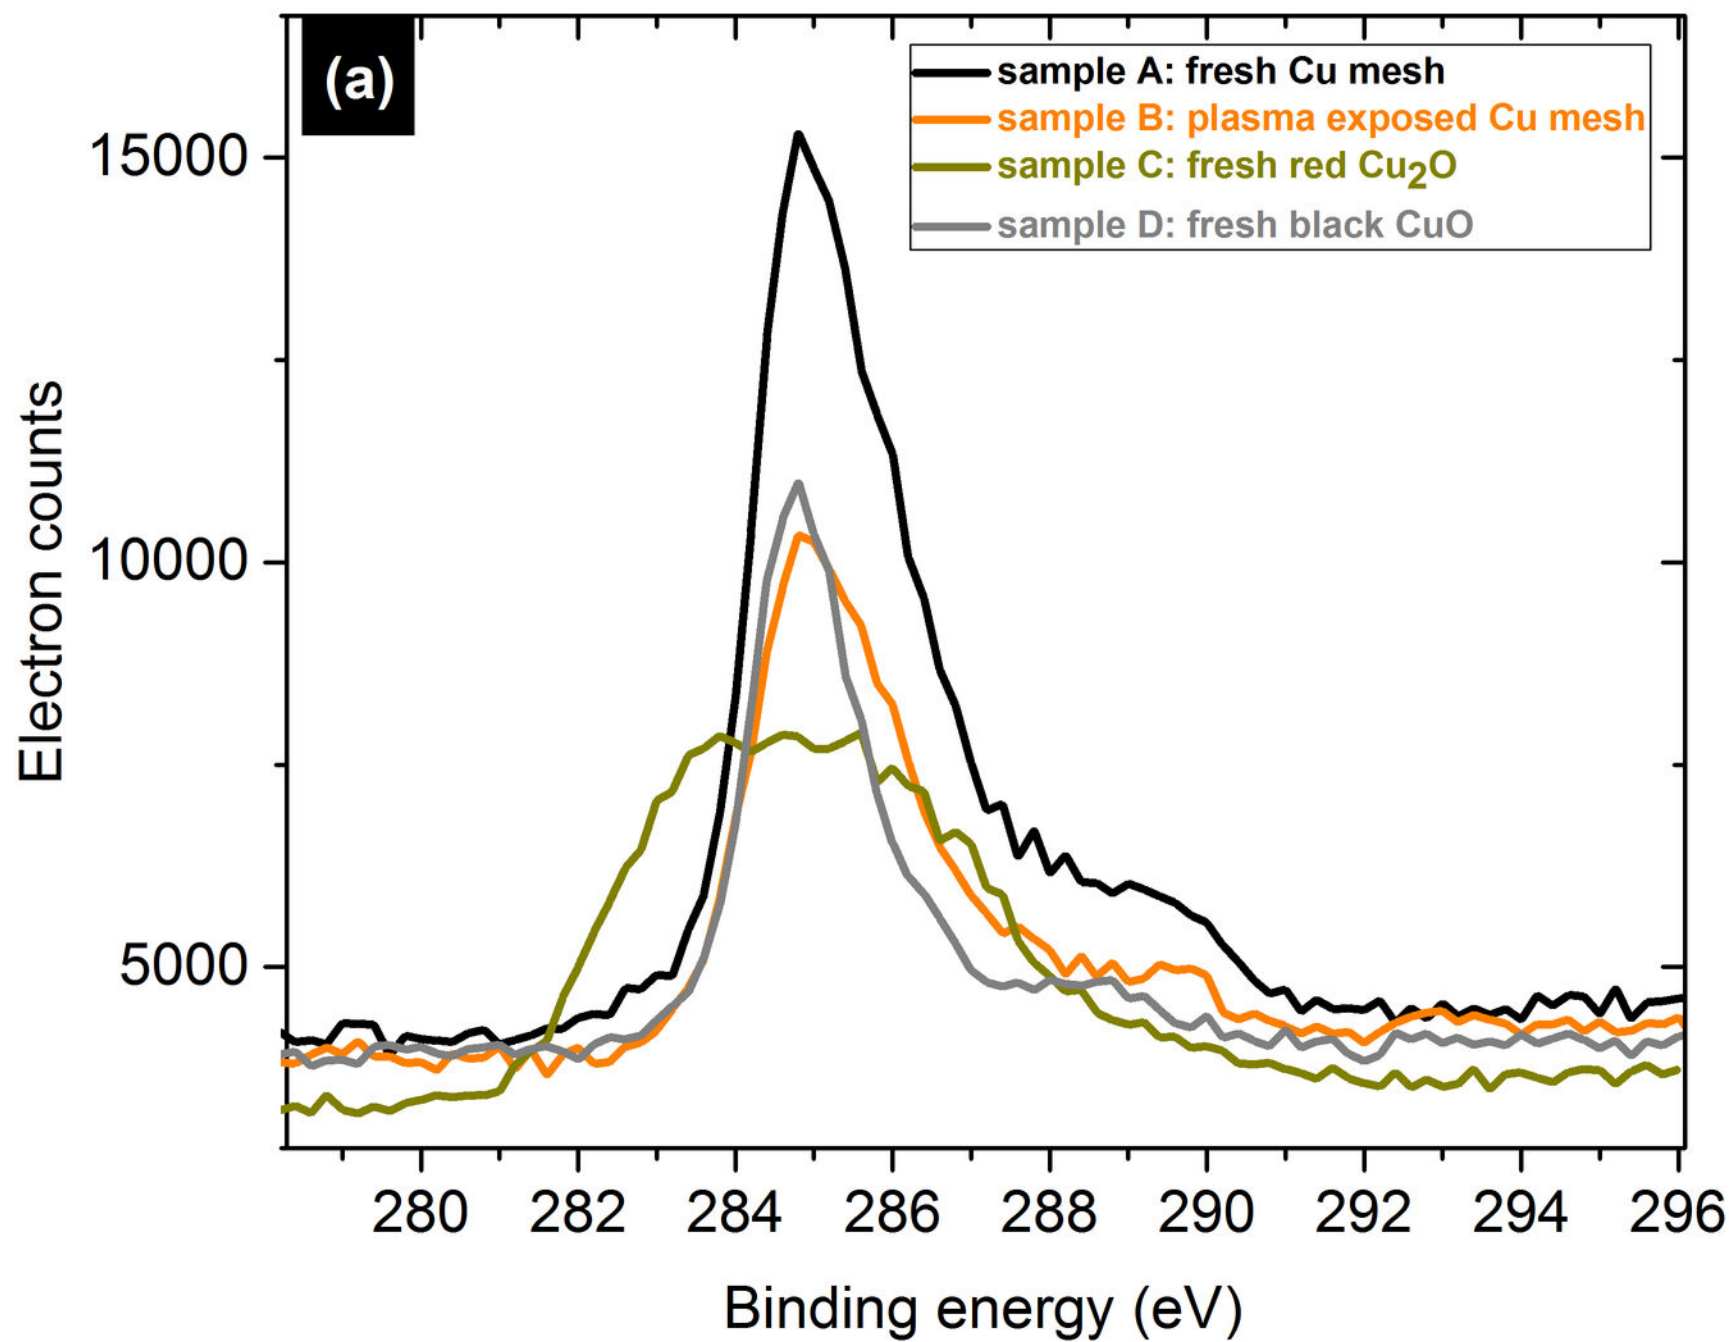 (a)
sample A: fresh Cu mesh
sample B: plasma exposed Cu mesh
sample C: fresh red Cu₂O
sample D: fresh black CuO
15000
10000
5000
Electron counts
280 282 284 286 288 290 292 294 296
Binding energy (eV)